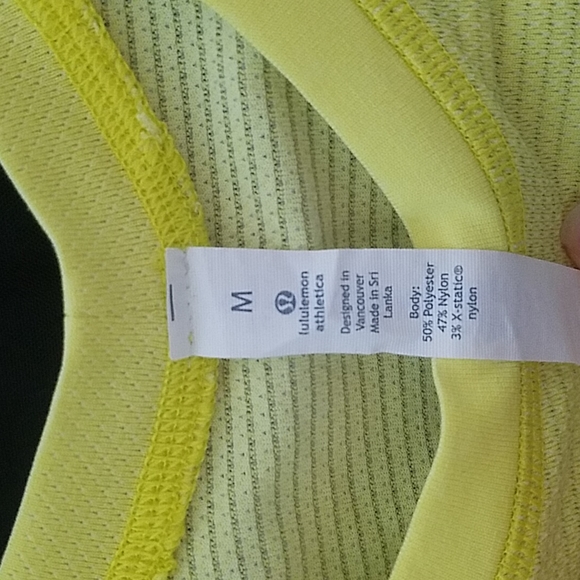 M
lululemon
athletica
Designed in
Vancouver
Made in Sri
Lanka
Body:
50% Polyester
47% Nylon
3% X-static®
nylon